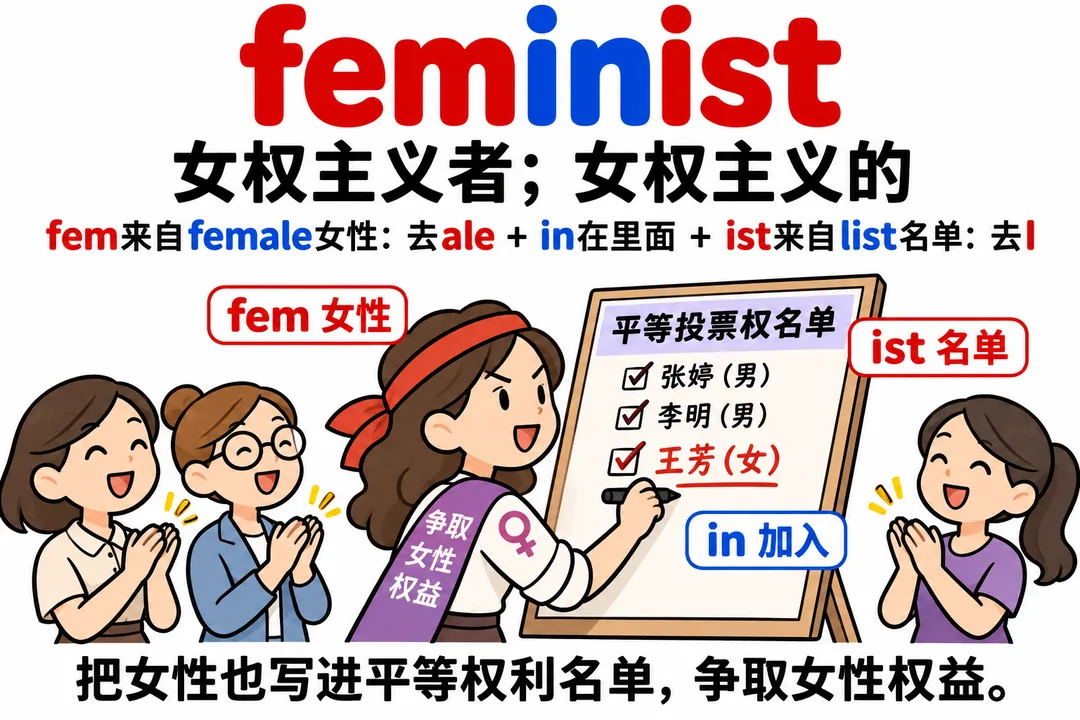 feminist
女权主义者；女权主义的
fem来自female女性：去ale + in在里面 + ist来自list名单：去l
fem 女性
平等投票权名单
ist 名单
张婷（男）
李明（男）
王芳（女）
in 加入
争取
女性
权益
把女性也写进平等权利名单，争取女性权益。